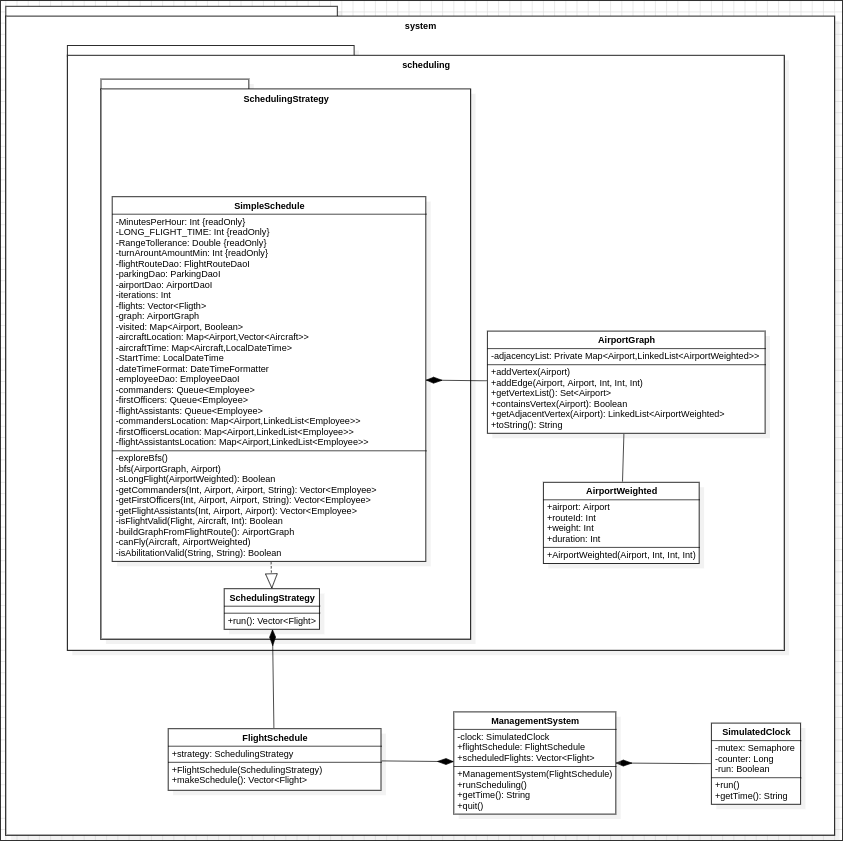 system
scheduling
SchedulingStrategy
SimpleSchedule
-MinutesPerHour: Int {readOnly}
-LONG_FLIGHT_TIME: Int {readOnly}
-RangeTollerance: Double {readOnly}
-turnArountAmountMin: Int {readOnly}
-flightRouteDao: FlightRouteDaoI
-parkingDao: ParkingDaoI
-airportDao: AirportDaoI
-iterations: Int
-flights: Vector<Fligth>
-graph: AirportGraph
-visited: Map<Airport, Boolean>
-aircraftLocation: Map<Airport,Vector<Aircraft>>
-aircraftTime: Map<Aircraft,LocalDateTime>
-StartTime: LocalDateTime
-dateTimeFormat: DateTimeFormatter
-employeeDao: EmployeeDaoI
-commanders: Queue<Employee>
-firstOfficers: Queue<Employee>
-flightAssistants: Queue<Employee>
-commandersLocation: Map<Airport,LinkedList<Employee>>
-firstOfficersLocation: Map<Airport,LinkedList<Employee>>
-flightAssistantsLocation: Map<Airport,LinkedList<Employee>>
-exploreBfs()
-bfs(AirportGraph, Airport)
-sLongFlight(AirportWeighted): Boolean
-getCommanders(Int, Airport, Airport, String): Vector<Employee>
-getFirstOfficers(Int, Airport, Airport, String): Vector<Employee>
-getFlightAssistants(Int, Airport, Airport): Vector<Employee>
-isFlightValid(Flight, Aircraft, Int): Boolean
-buildGraphFromFlightRoute(): AirportGraph
-canFly(Aircraft, AirportWeighted)
-isAbilitationValid(String, String): Boolean
AirportGraph
-adjacencyList: Private Map<Airport,LinkedList<AirportWeighted>>
+addVertex(Airport)
+addEdge(Airport, Airport, Int, Int, Int)
+getVertexList(): Set<Airport>
+containsVertex(Airport): Boolean
+getAdjacentVertex(Airport): LinkedList<AirportWeighted>
+toString(): String
AirportWeighted
+airport: Airport
+routeId: Int
+weight: Int
+duration: Int
+AirportWeighted(Airport, Int, Int, Int)
SchedulingStrategy
+run(): Vector<Flight>
FlightSchedule
+strategy: SchedulingStrategy
+FlightSchedule(SchedulingStrategy)
+makeSchedule(): Vector<Flight>
ManagementSystem
-clock: SimulatedClock
+flightSchedule: FlightSchedule
+scheduledFlights: Vector<Flight>
+ManagementSystem(FlightSchedule)
+runScheduling()
+getTime(): String
+quit()
SimulatedClock
-mutex: Semaphore
-counter: Long
-run: Boolean
+run()
+getTime(): String